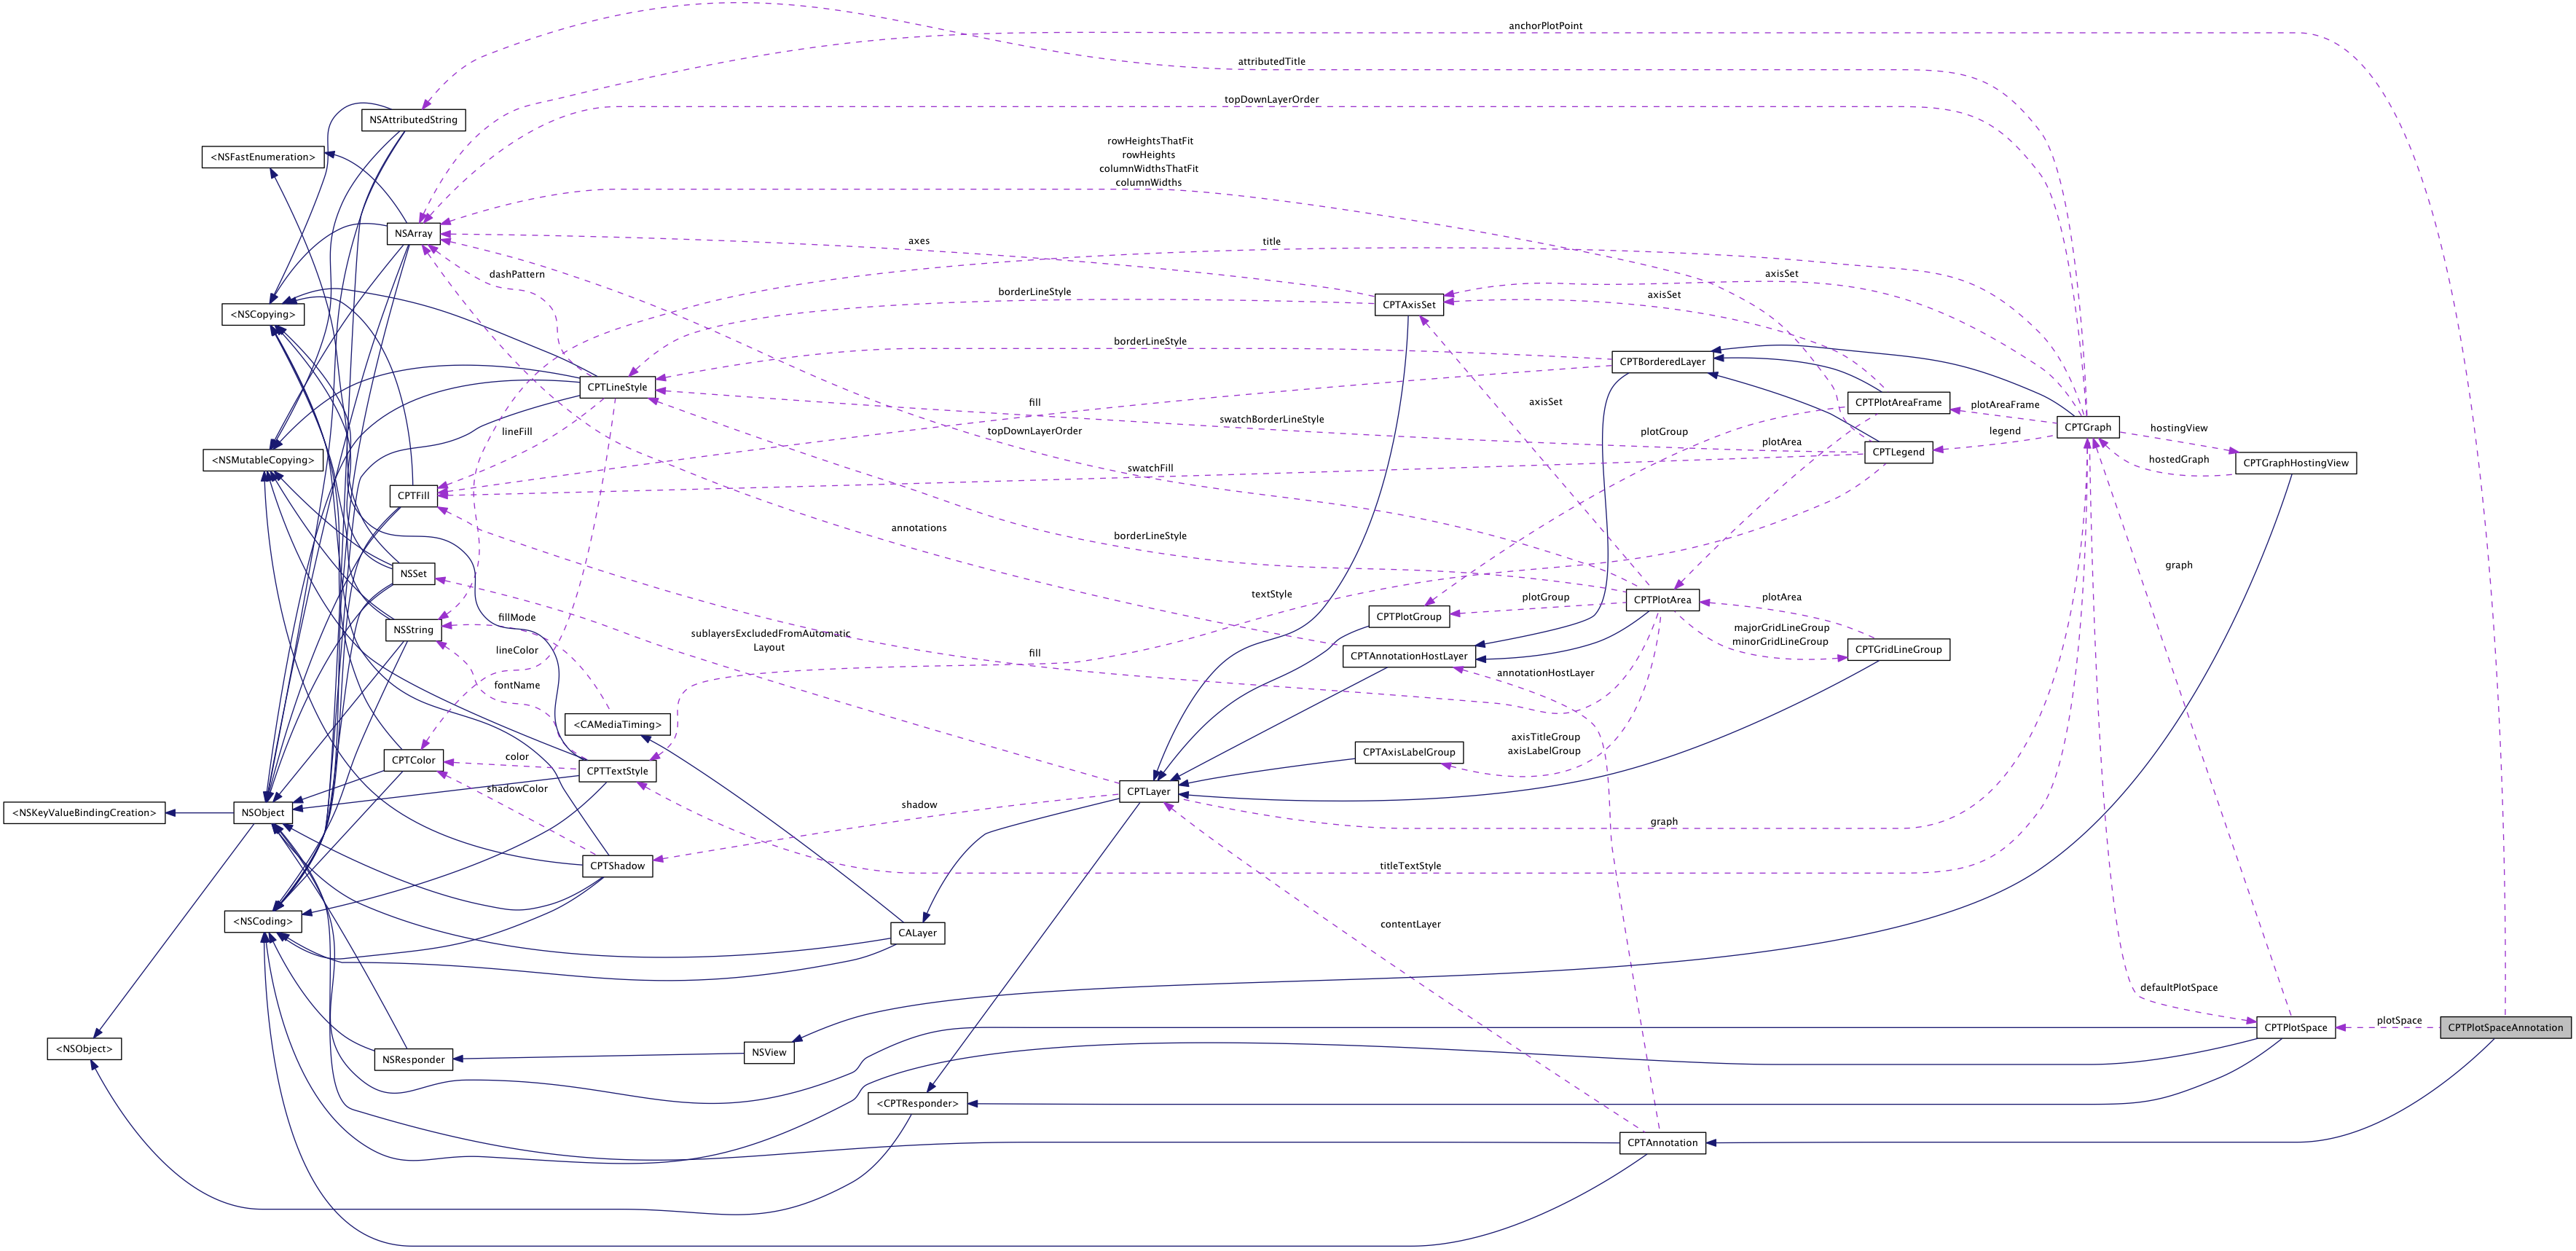 anchorPlotPoint
attributedTitle
topDownLayerOrder
NSAttributedString
<NSFastEnumeration>
rowHeightsThatFit
rowHeights
columnWidthsThatFit
columnWidths
NSArray
axes
title
dashPattern
axisSet
borderLineStyle
axisSet
CPTAxisSet
<NSCopying>
borderLineStyle
CPTBorderedLayer
CPTLineStyle
fill
axisSet
CPTPlotAreaFrame
plotAreaFrame
swatchBorderLineStyle
CPTGraph
hostingView
lineFill
topDownLayerOrder
plotGroup
plotArea
legend
CPTLegend
<NSMutableCopying>
swatchFill
hostedGraph
CPTGraphHostingView
CPTFill
annotations
borderLineStyle
graph
NSSet
textStyle
plotGroup
CPTPlotArea
plotArea
fillMode
CPTPlotGroup
NSString
sublayersExcludedFromAutomatic
Layout
majorGridLineGroup
minorGridLineGroup
lineColor
fill
CPTAnnotationHostLayer
CPTGridLineGroup
fontName
annotationHostLayer
<CAMediaTiming>
axisTitleGroup
axisLabelGroup
CPTAxisLabelGroup
color
CPTColor
CPTTextStyle
shadowColor
CPTLayer
<NSKeyValueBindingCreation>
NSObject
shadow
graph
CPTShadow
titleTextStyle
<NSCoding>
CALayer
contentLayer
defaultPlotSpace
CPTPlotSpace
plotSpace
CPTPlotSpaceAnnotation
<NSObject>
NSResponder
NSView
<CPTResponder>
CPTAnnotation